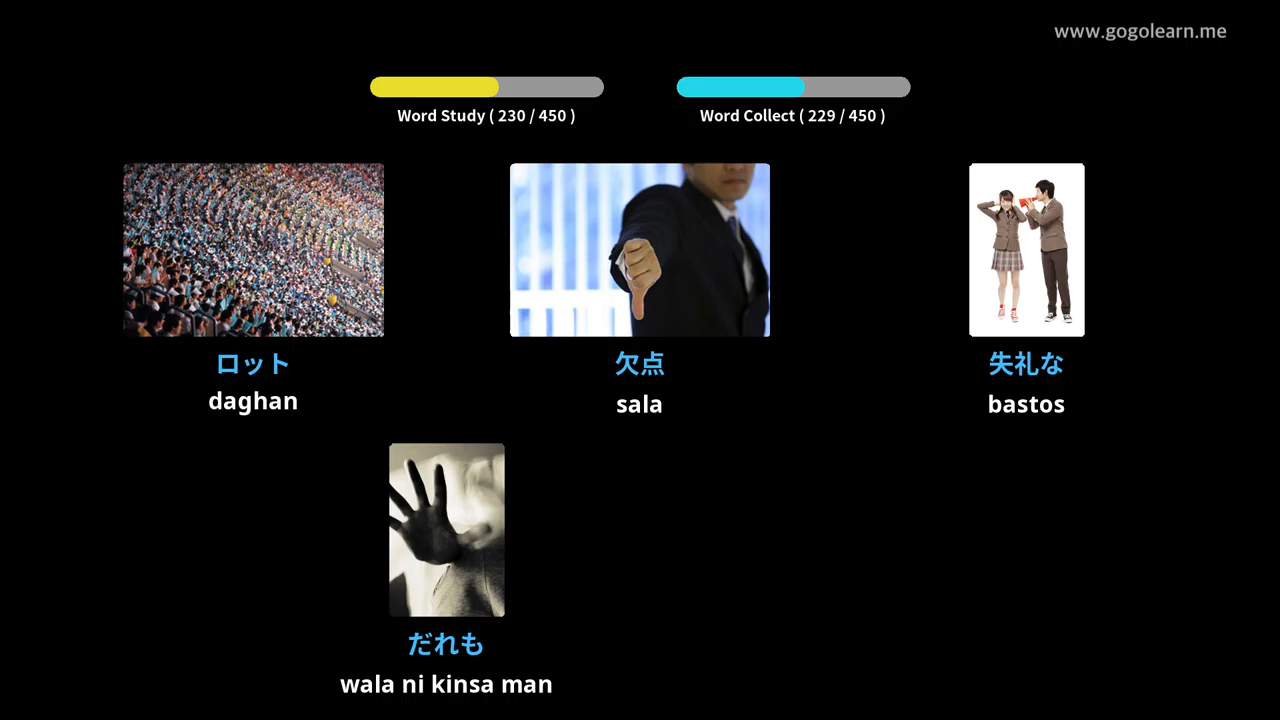 www.gogolearn.me
Word Study ( 230 / 450 )
Word Collect ( 229 / 450 )
ロット
daghan
欠点
sala
失礼な
bastos
だれも
wala ni kinsa man